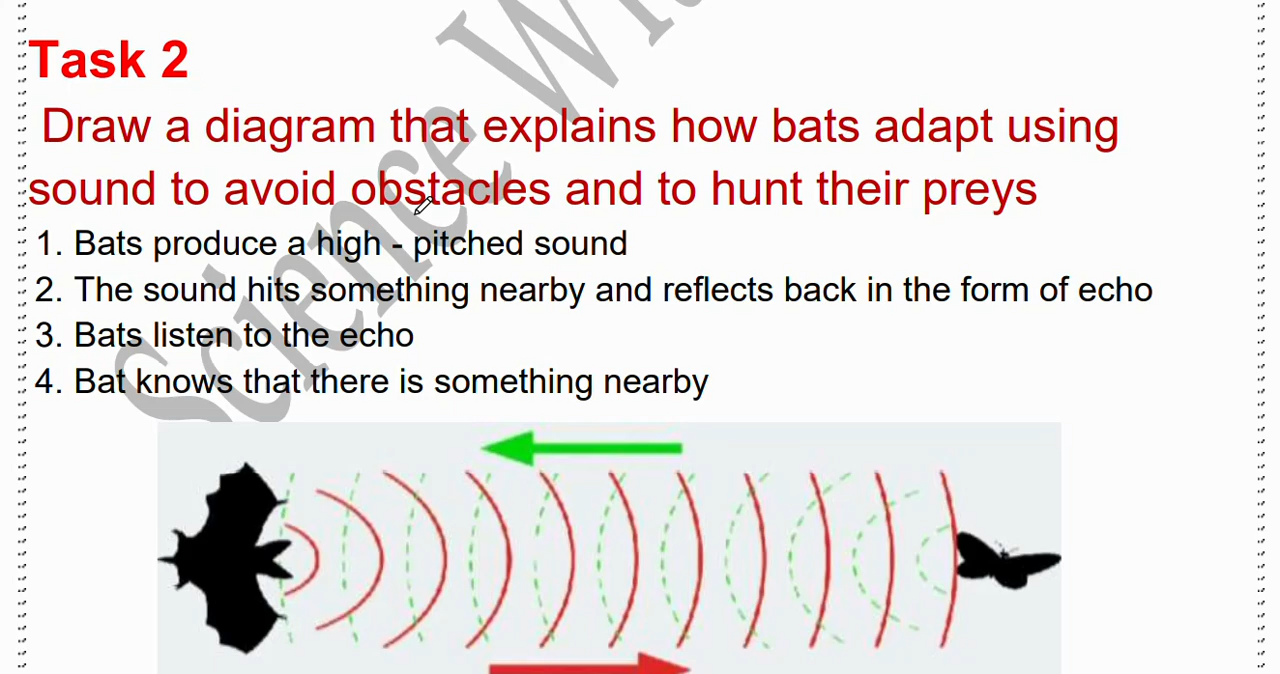 Task 2
Draw a diagram that explains how bats adapt using
sound to avoid obstacles and to hunt their preys
1. Bats produce a high - pitched sound
2. The sound hits something nearby and reflects back in the form of echo
3. Bats listen to the echo
4. Bat knows that there is something nearby
Science